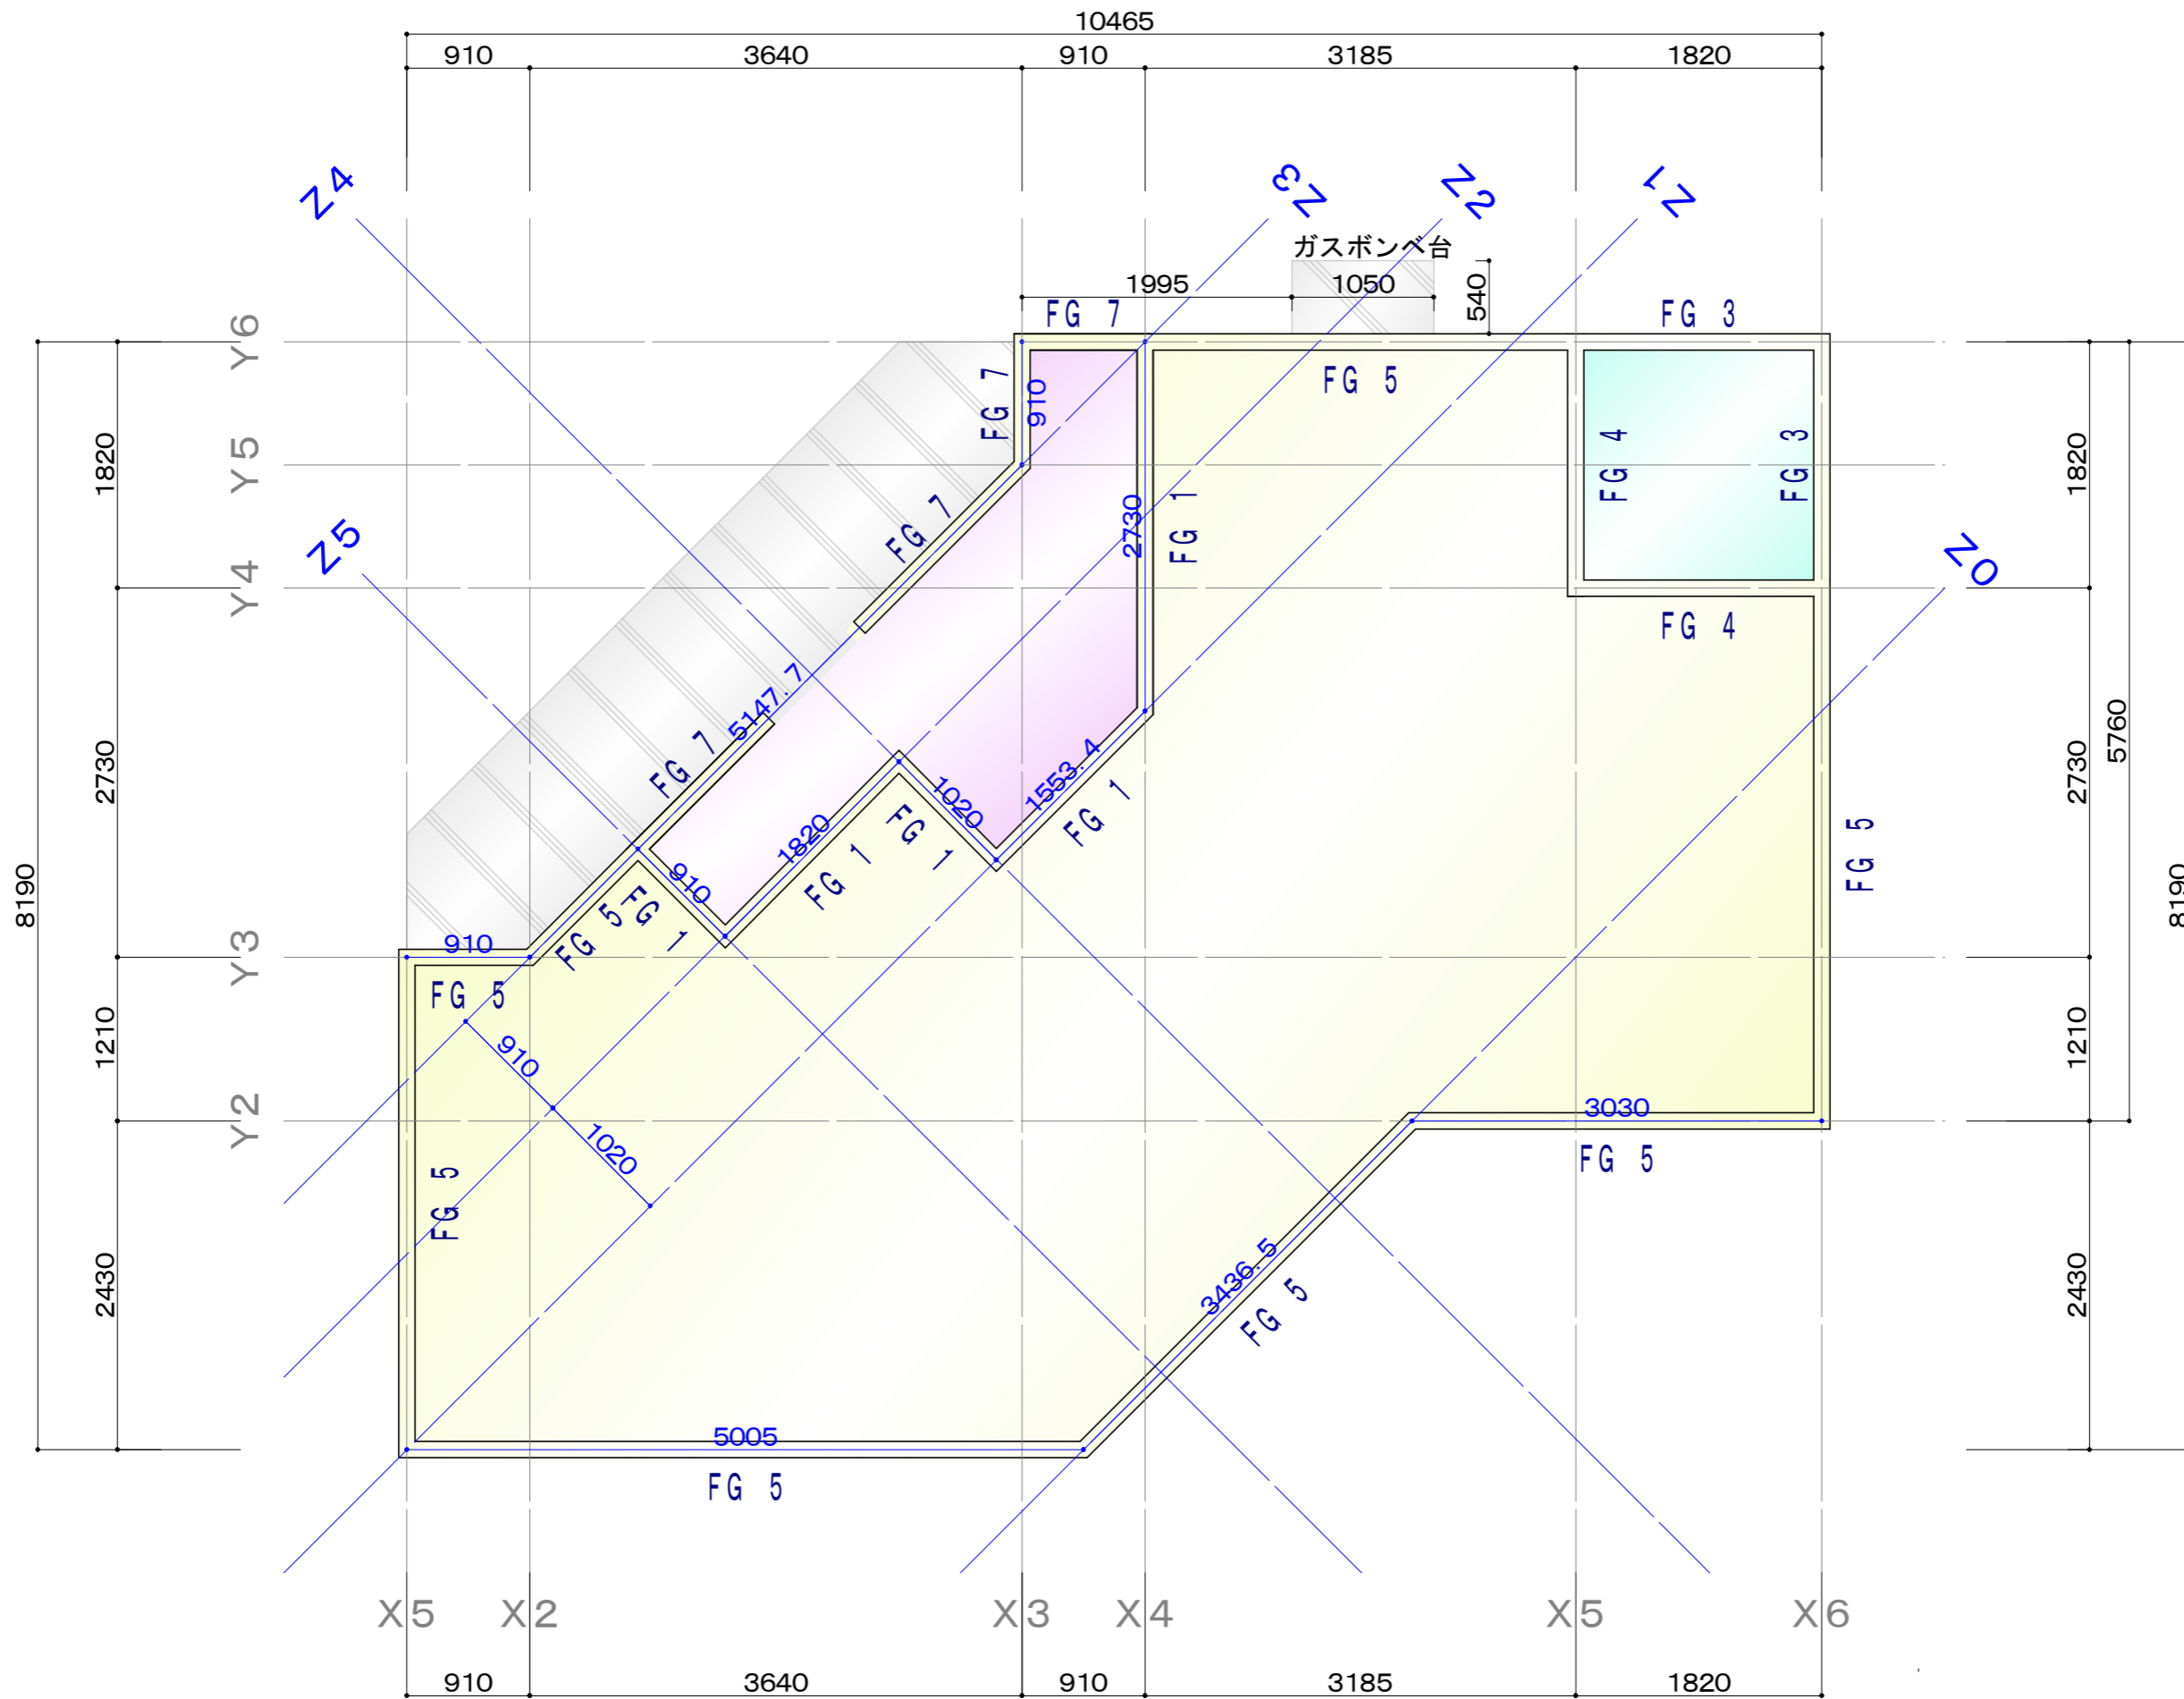 10465
910 3640 910 3185 1820
Z4 Z3 Z2 Z1
ガスボンベ台
1995 1050 540
FG 7 FG 3
Y6
FG 7 910 FG 5
Y5 1820 FG 4 FG 3 1820
FG 7 2730 FG 1
Z5 Z0
Y4
FG 4
5147.7
FG 7
2730 2730 5760
1553.4
1020 1820 FG 1
FG 1 FG 1
910 FG 5
8190 8190
FG 5 FG 1
Y3 910
FG 5
1210 910 1210
Y2 3030
1020 FG 5
FG 5
3436.5
2430 FG 5 2430
5005
FG 5
X5 X2 X3 X4 X5 X6
910 3640 910 3185 1820